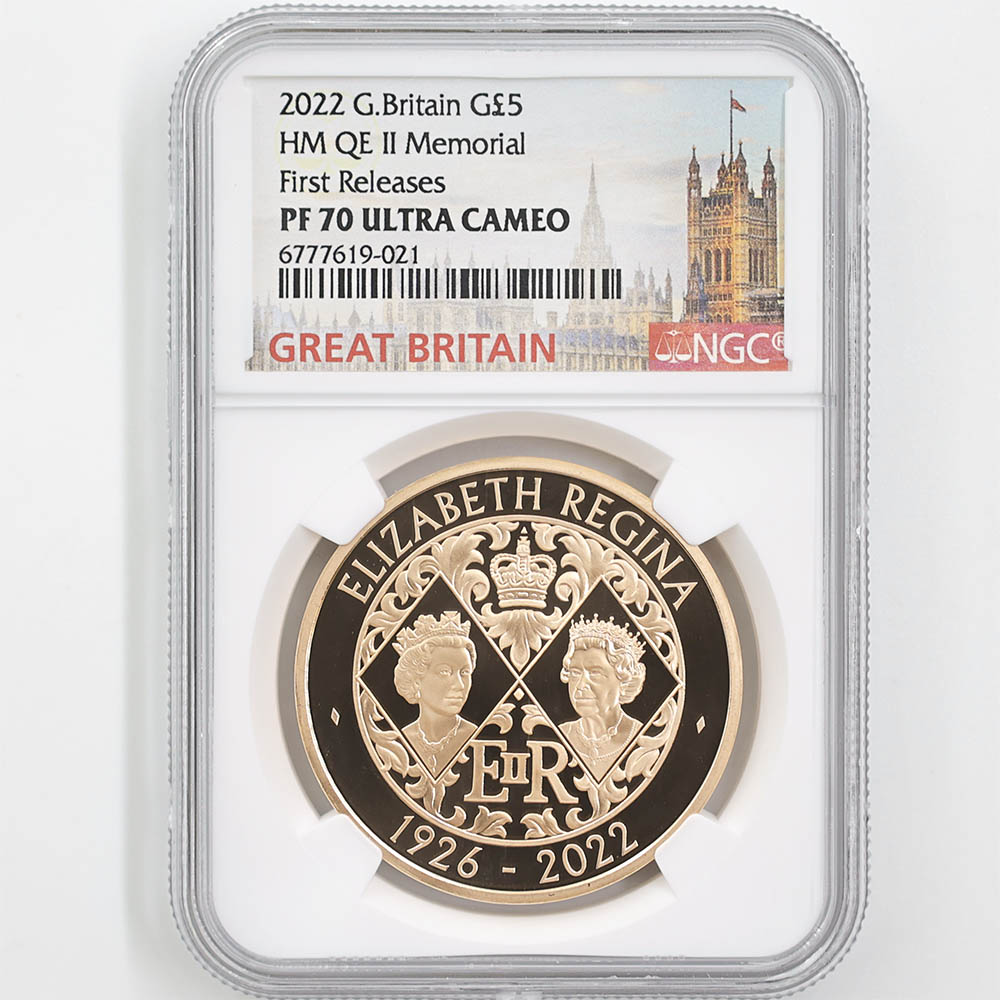 2022 G.Britain G£5
HM QE II Memorial
First Releases
PF 70 ULTRA CAMEO
6777619-021
GREAT BRITAIN
NGC®
ELIZABETH REGINA
EIIR
1926 - 2022